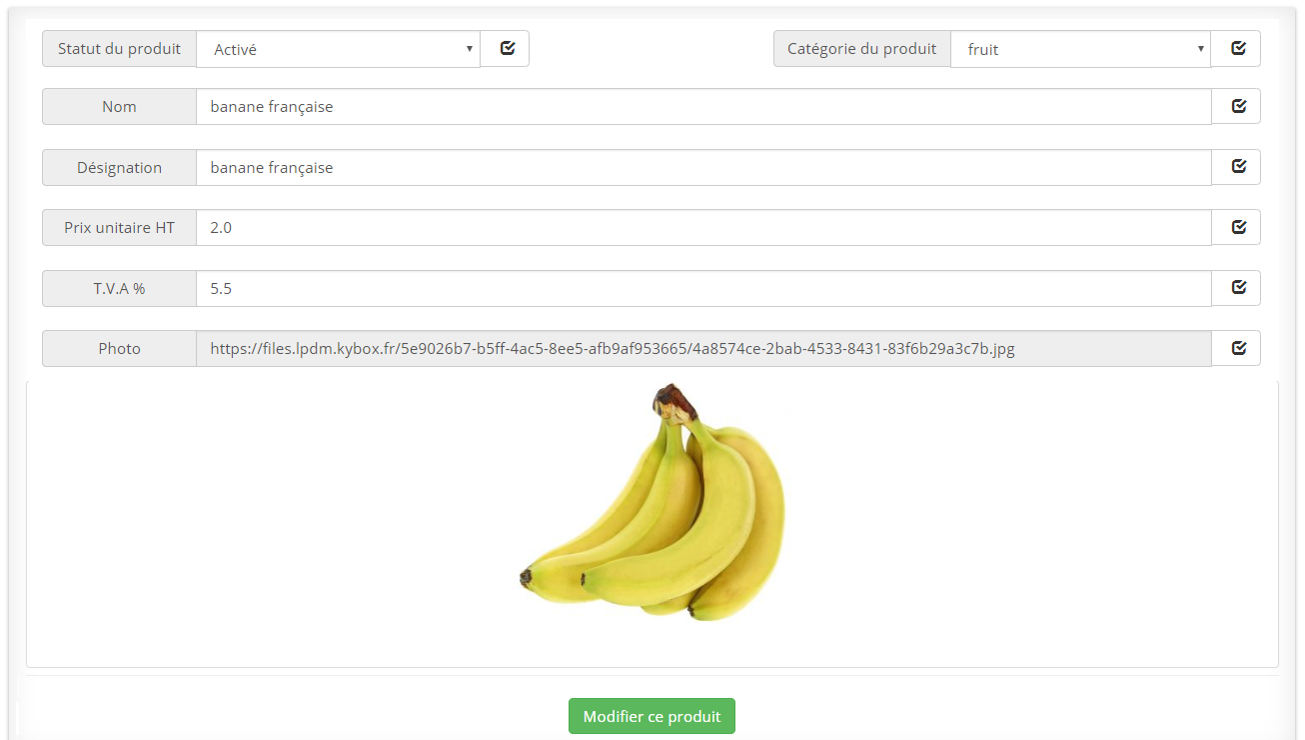 Statut du produit Activé Catégorie du produit fruit
Nom banane française
Désignation banane française
Prix unitaire HT 2.0
T.V.A % 5.5
Photo https://files.lpdm.kybox.fr/5e9026b7-b5ff-4ac5-8ee5-afb9af953665/4a8574ce-2bab-4533-8431-83f6b29a3c7b.jpg
Modifier ce produit